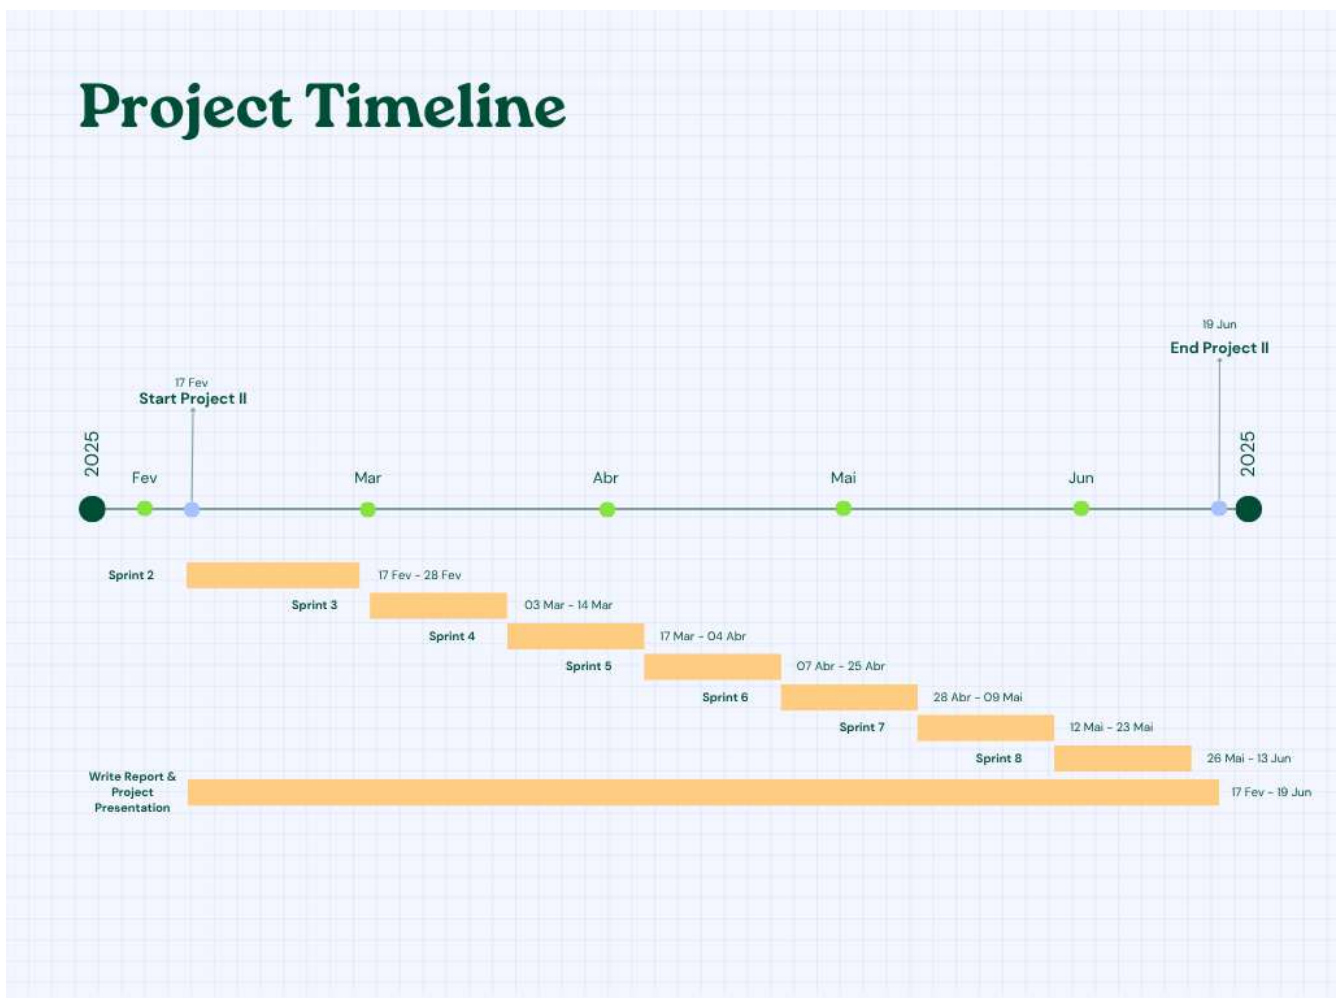 Project Timeline
19 Jun
End Project II
17 Fev
Start Project II
2025
2025
Fev
Mar
Abr
Mai
Jun
Sprint 2
17 Fev - 28 Fev
Sprint 3
03 Mar - 14 Mar
Sprint 4
17 Mar - 04 Abr
Sprint 5
07 Abr - 25 Abr
Sprint 6
28 Abr - 09 Mai
Sprint 7
12 Mai - 23 Mai
Sprint 8
26 Mai - 13 Jun
Write Report &
Project
Presentation
17 Fev - 19 Jun